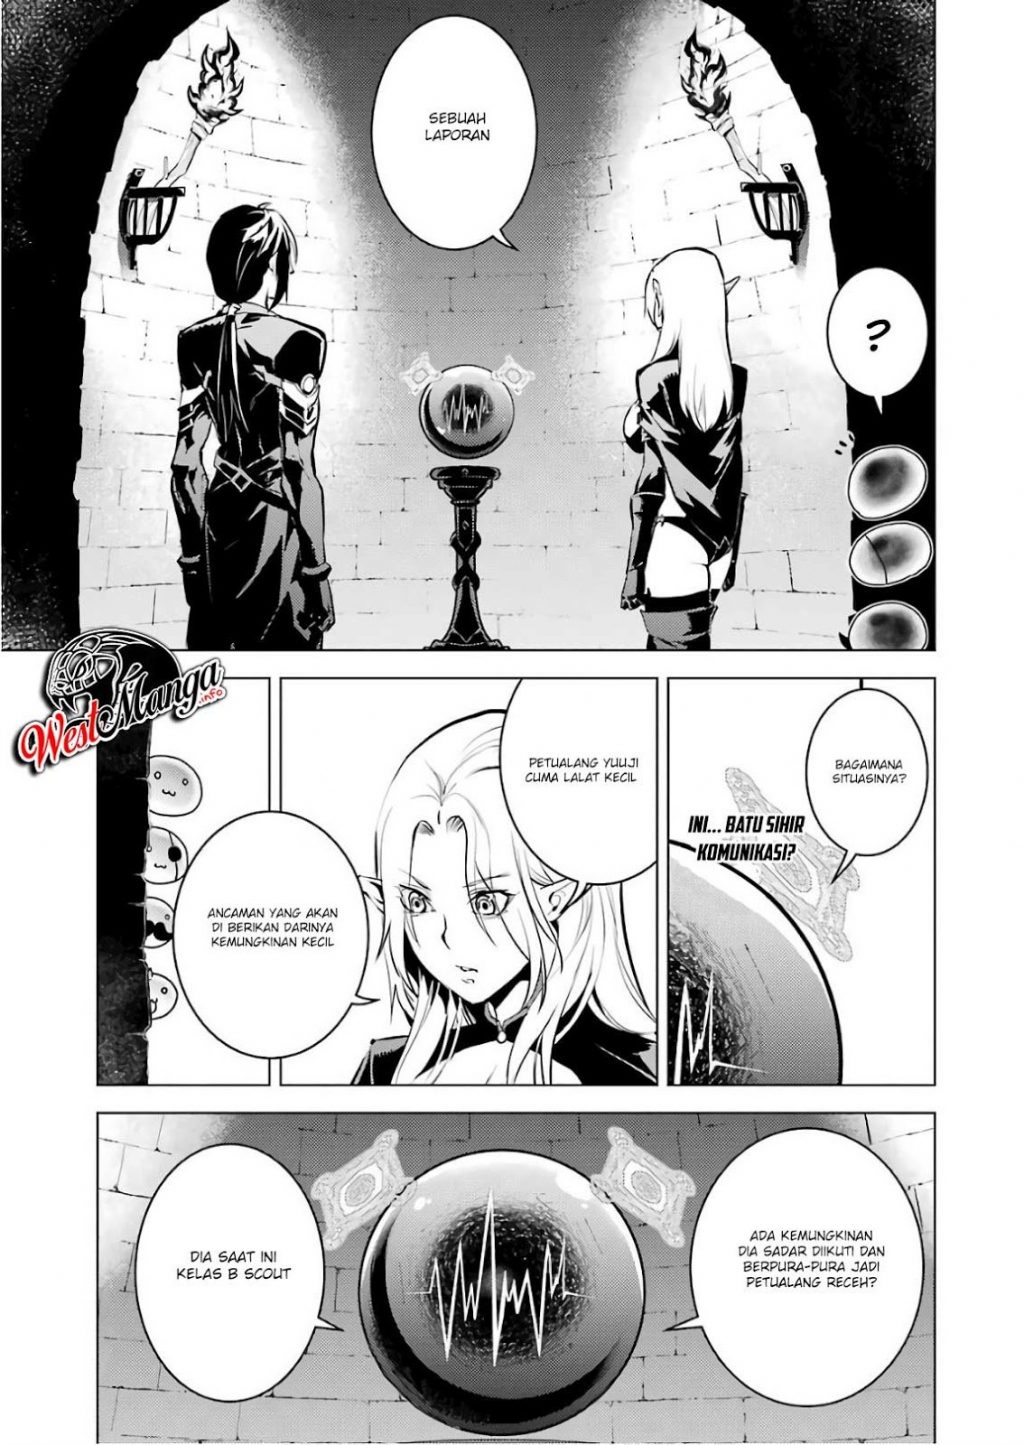 SEBUAH
LAPORAN
?
BAGAIMANA
SITUASINYA?
INI... BATU SIHIR
KOMUNIKASI?
PETUALANG YUUJI
CUMA LALAT KECIL
ANCAMAN YANG AKAN
DI BERIKAN DARINYA
KEMUNGKINAN KECIL
WestManga
.info
ADA KEMUNGKINAN
DIA SADAR DIIKUTI DAN
BERPURA-PURA JADI
PETUALANG RECEH?
DIA SAAT INI
KELAS B SCOUT